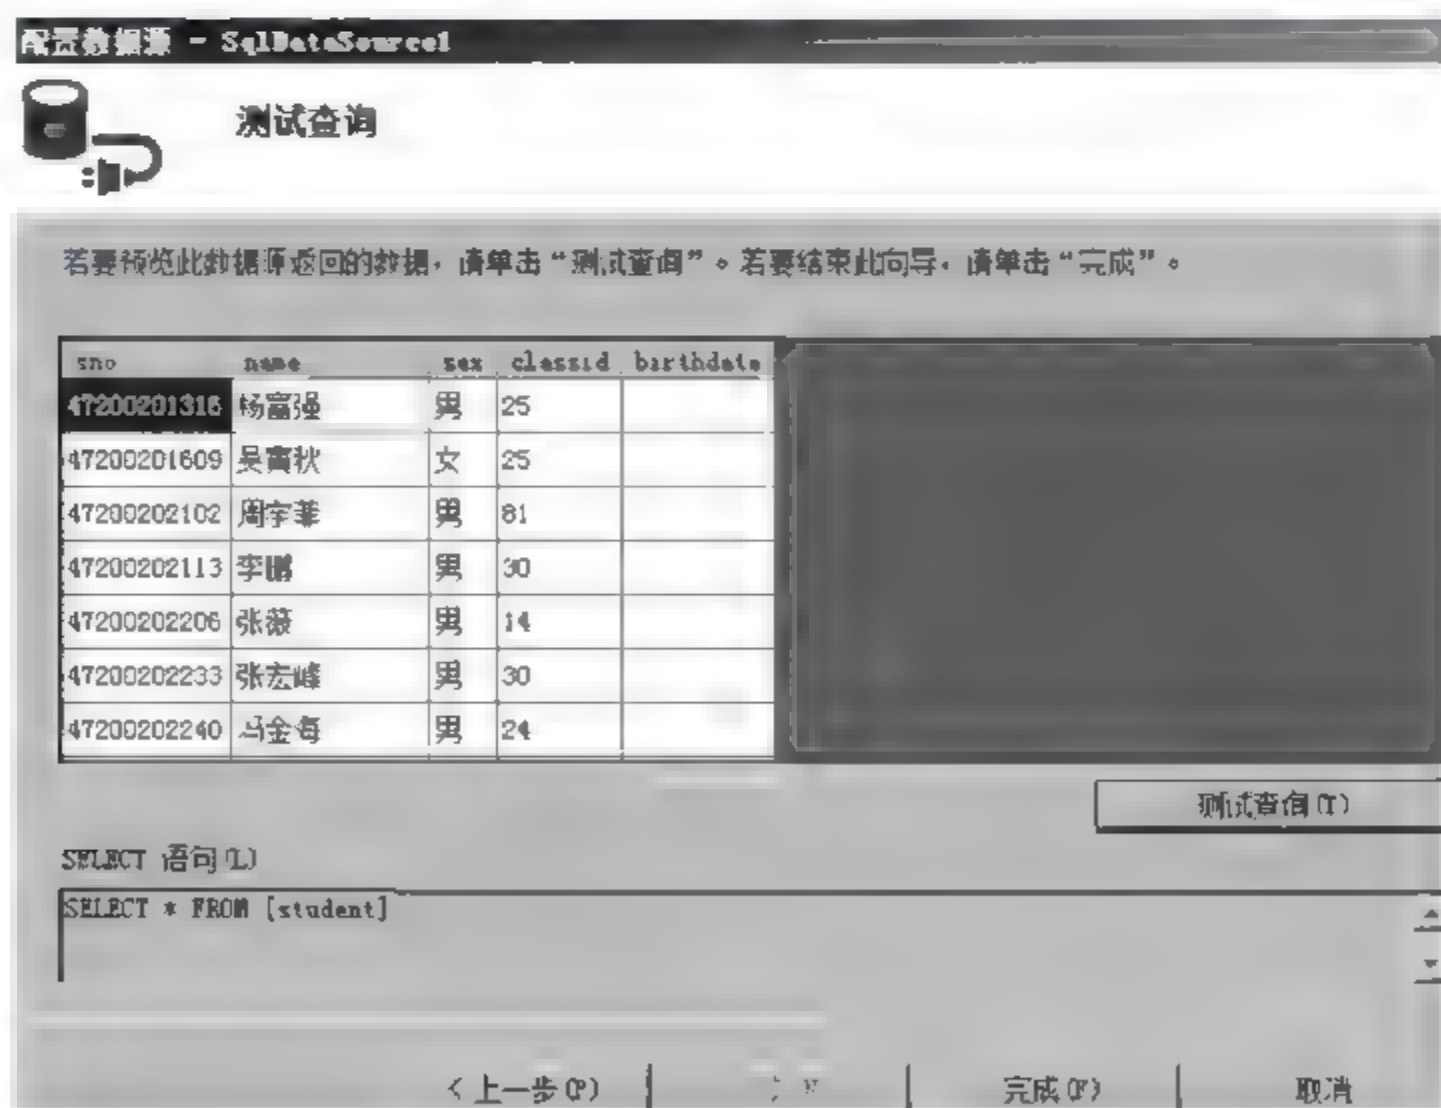 配置数据源 - SqlDataSource1
测试查询
若要预览此数据源返回的数据，请单击“测试查询”。若要结束此向导，请单击“完成”。
sno name sex classid birthdate
47200201316 杨富强 男 25
47200201609 吴寅秋 女 25
47200202102 周宇菲 男 81
47200202113 李鹏 男 30
47200202206 张薇 男 14
47200202233 张宏峰 男 30
47200202240 马金海 男 24
测试查询(T)
SELECT 语句(L)
SELECT * FROM [student]
< 上一步(P) 完成(F) 取消